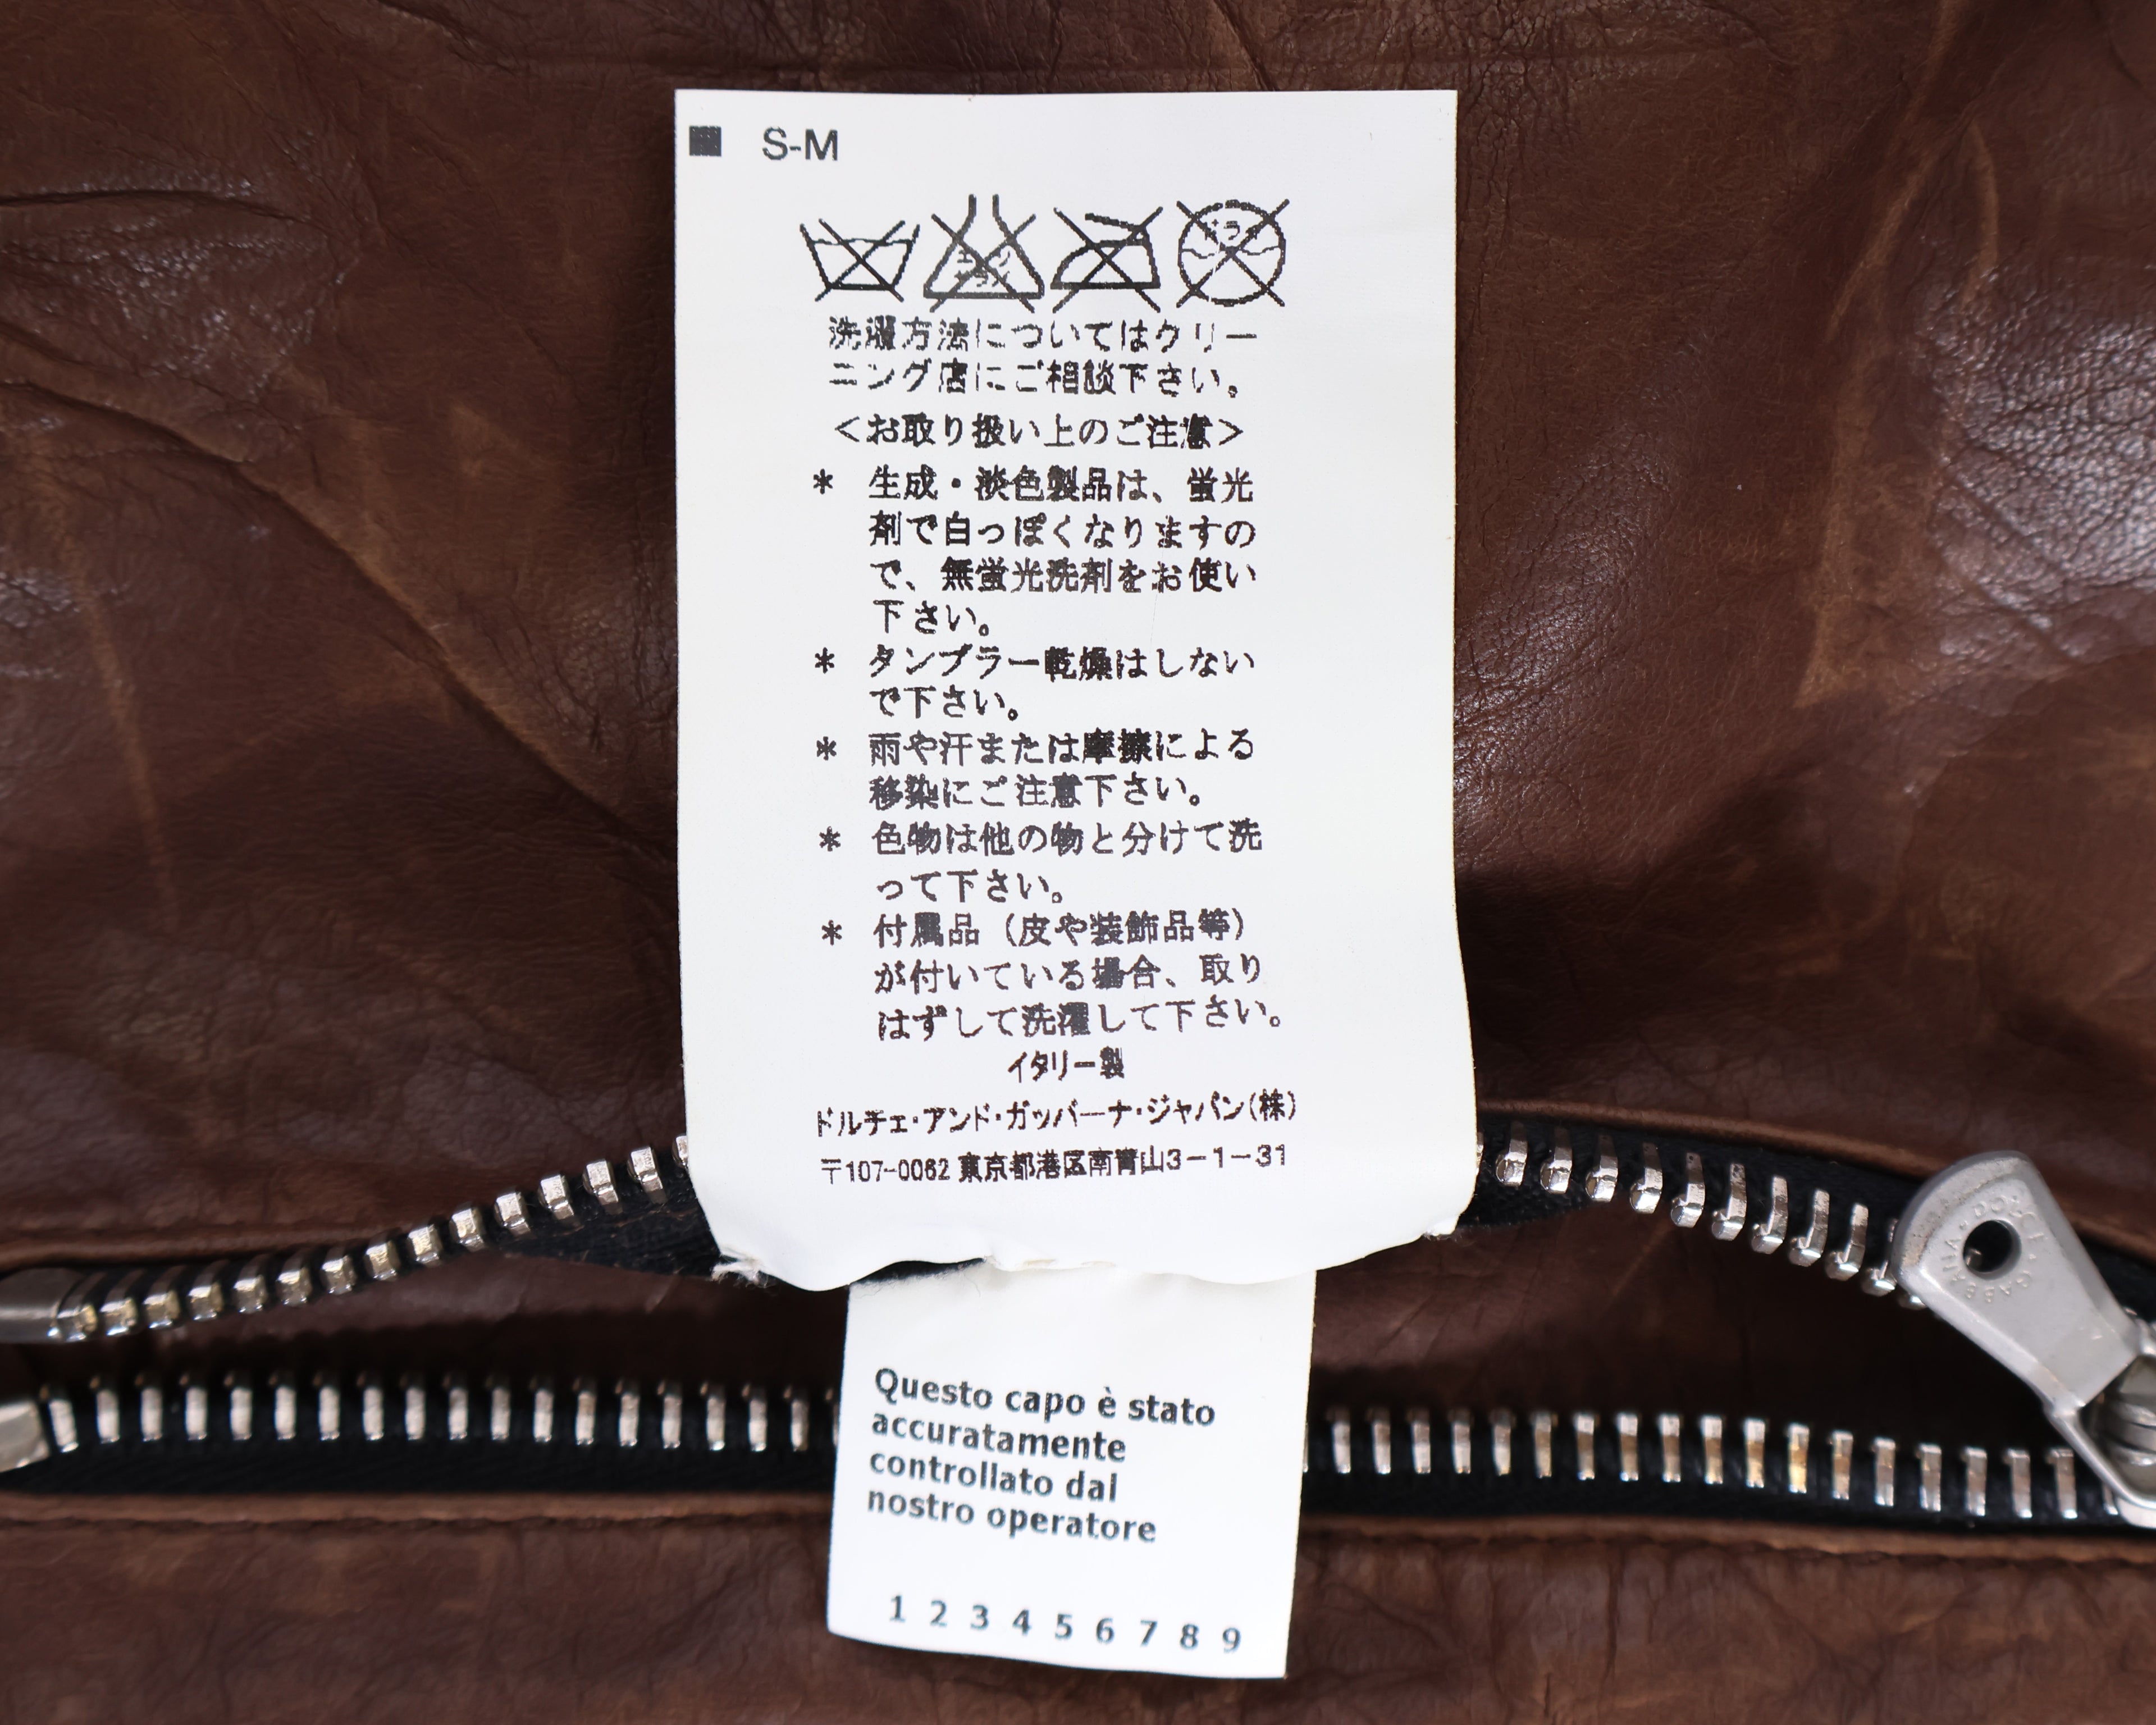 ■ S-M
エンソ
サラシ
ドライ
洗濯方法についてはクリー
ニング店にご相談下さい。
<お取り扱い上のご注意>
* 生成・淡色製品は、蛍光
剤で白っぽくなりますの
で、無蛍光洗剤をお使い
下さい。
* タンブラー乾燥はしない
で下さい。
* 雨や汗または摩擦による
移染にご注意下さい。
* 色物は他の物と分けて洗
って下さい。
* 付属品（皮や装飾品等）
が付いている場合、取り
はずして洗濯して下さい。
イタリー製
ドルチェ・アンド・ガッバーナ・ジャパン(株)
〒107-0062 東京都港区南青山3-1-31
Questo capo è stato
accuratamente
controllato dal
nostro operatore
1 2 3 4 5 6 7 8 9